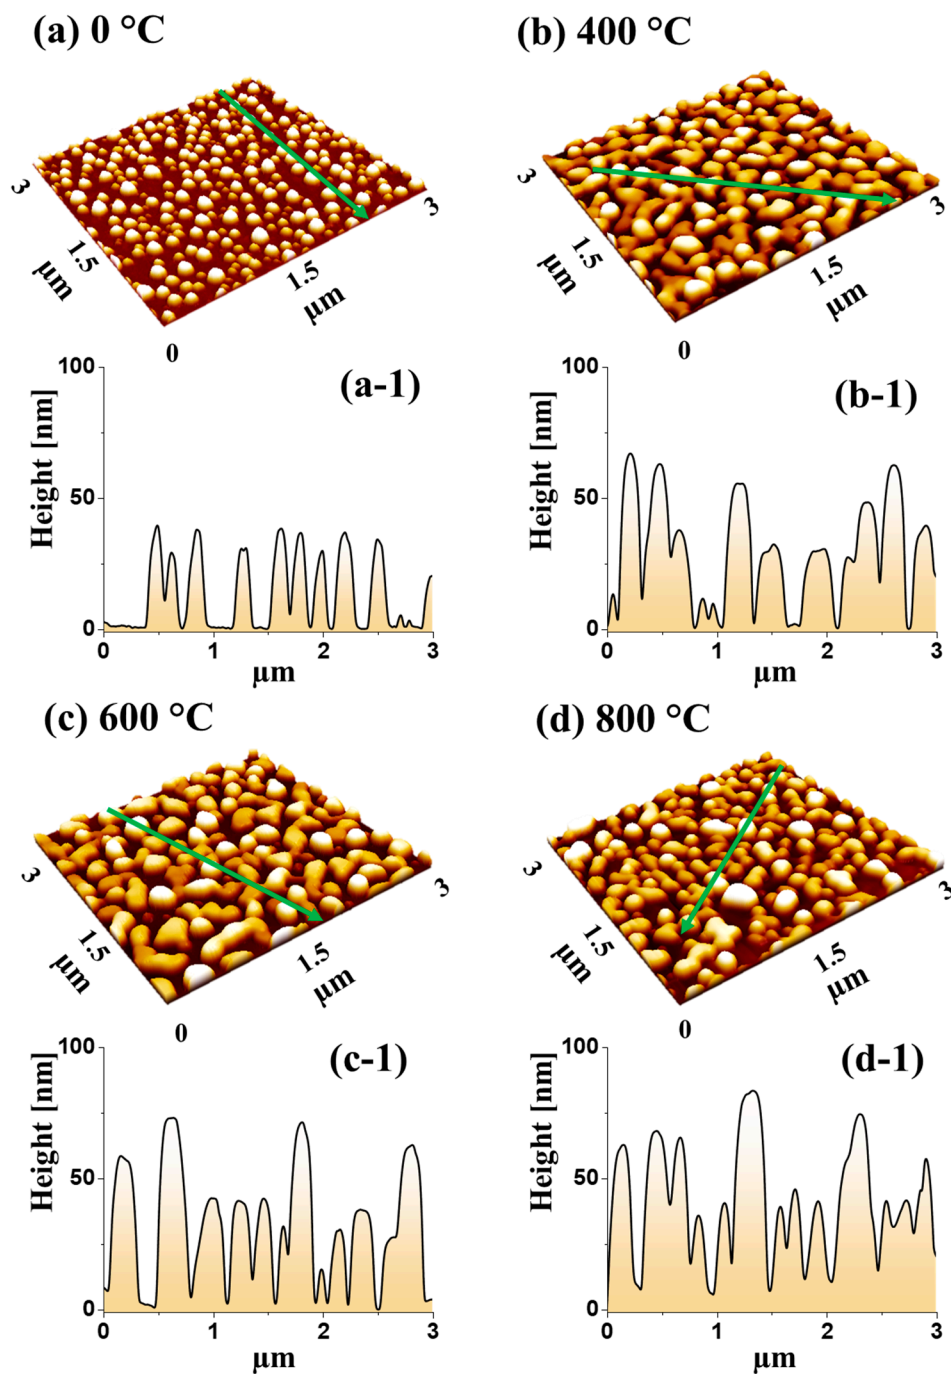 (a) 0 °C
(b) 400 °C
3
1.5
µm
0
1.5
µm
3
3
1.5
µm
0
1.5
µm
3
(a-1)
Height [nm]
100
50
0
0 1 2 3
µm
(b-1)
Height [nm]
100
50
0
0 1 2 3
µm
(c) 600 °C
(d) 800 °C
3
1.5
µm
0
1.5
µm
3
3
1.5
µm
0
1.5
µm
3
(c-1)
Height [nm]
100
50
0
0 1 2 3
µm
(d-1)
Height [nm]
100
50
0
0 1 2 3
µm